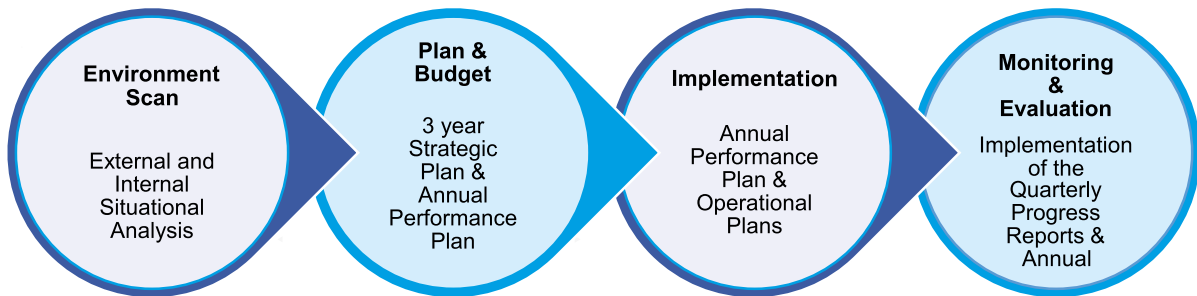 Environment
Scan
External and
Internal
Situational
Analysis
Plan &
Budget
3 year
Strategic
Plan &
Annual
Performance
Plan
Implementation
Annual
Performance
Plan &
Operational
Plans
Monitoring
&
Evaluation
Implementation
of the
Quarterly
Progress
Reports &
Annual